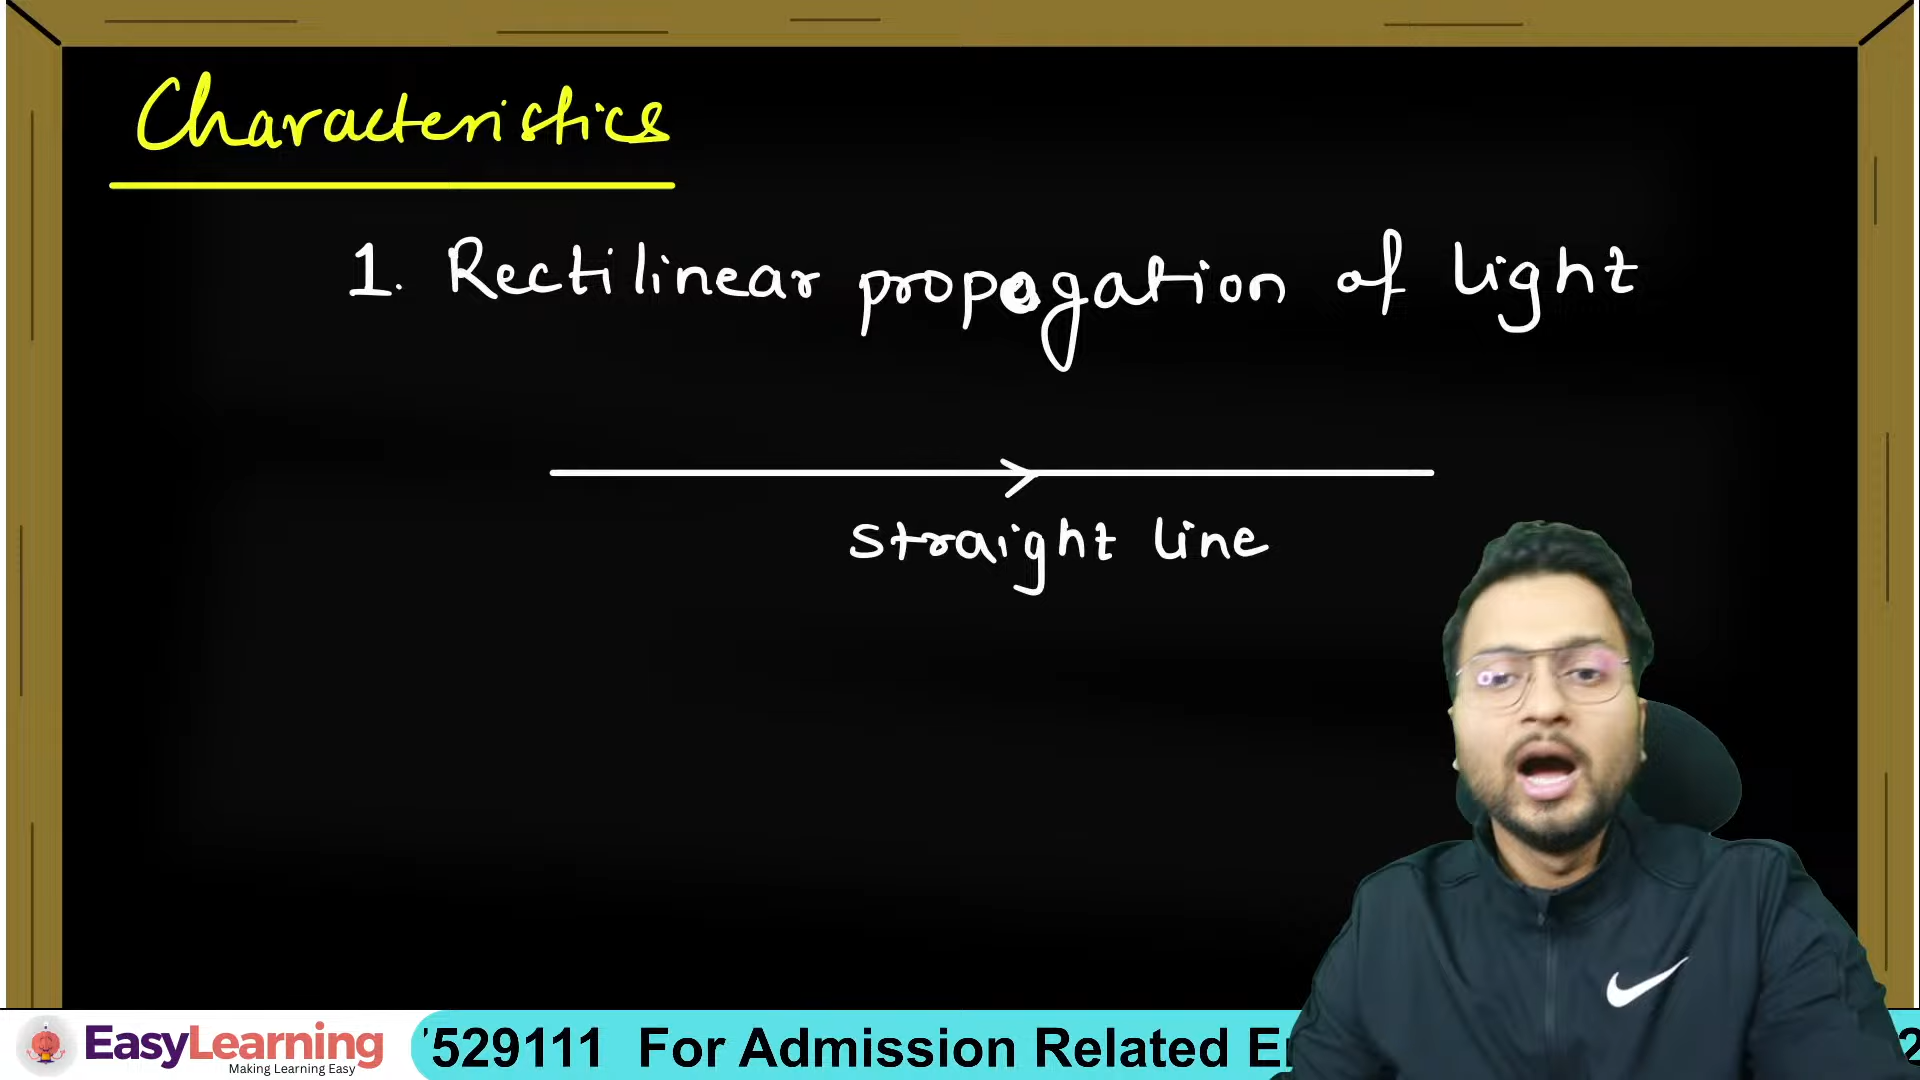 Characteristics
1. Rectilinear propagation of light
straight line
EasyLearning
Making Learning Easy
529111 For Admission Related